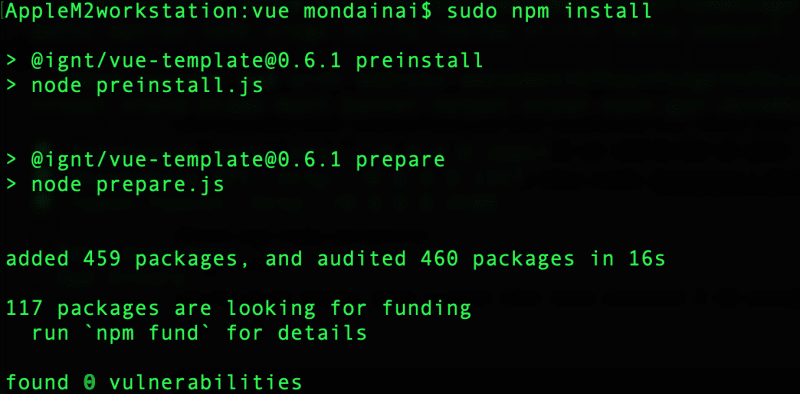 AppleM2workstation:vue mondainai$ sudo npm install
> @ignt/vue-template@0.6.1 preinstall
> node preinstall.js
> @ignt/vue-template@0.6.1 prepare
> node prepare.js
added 459 packages, and audited 460 packages in 16s
117 packages are looking for funding
run `npm fund` for details
found 0 vulnerabilities